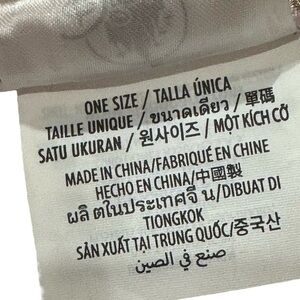 ONE SIZE / TALLA ÚNICA
TAILLE UNIQUE / ขนาดเดียว / 單碼
SATU UKURAN / 원사이즈 / MỘT KÍCH CỠ
MADE IN CHINA/FABRIQUÉ EN CHINE
HECHO EN CHINA/中國製
ผลิตในประเทศจีน/DIBUAT DI
TIONGKOK
SẢN XUẤT TẠI TRUNG QUỐC/중국산
صنع في الصين